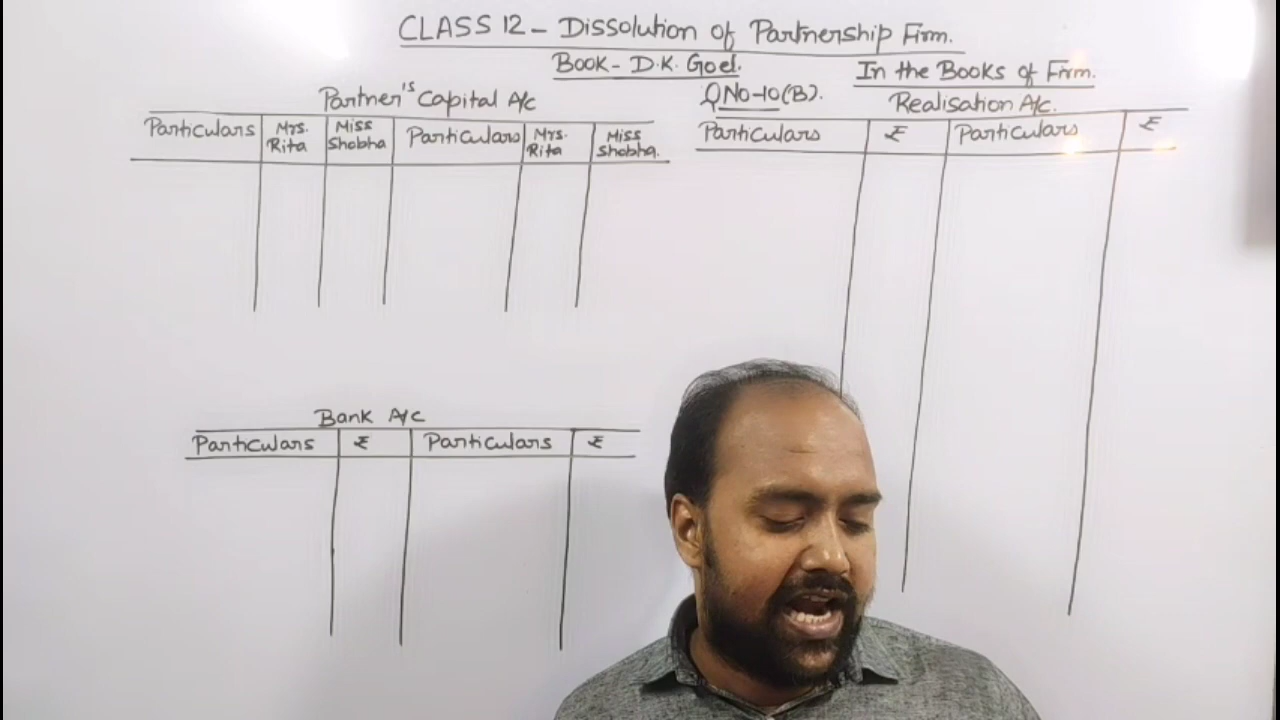 CLASS 12 - Dissolution of Partnership Firm.
Book - D.K. Goel.
In the Books of Firm.
Partner's Capital A/c
Particulars Mrs. Rita Miss Shobha Particulars Mrs. Rita Miss Shobha.
QNo-10(B).
Realisation A/c.
Particulars ₹ Particulars ₹
Bank A/c
Particulars ₹ Particulars ₹